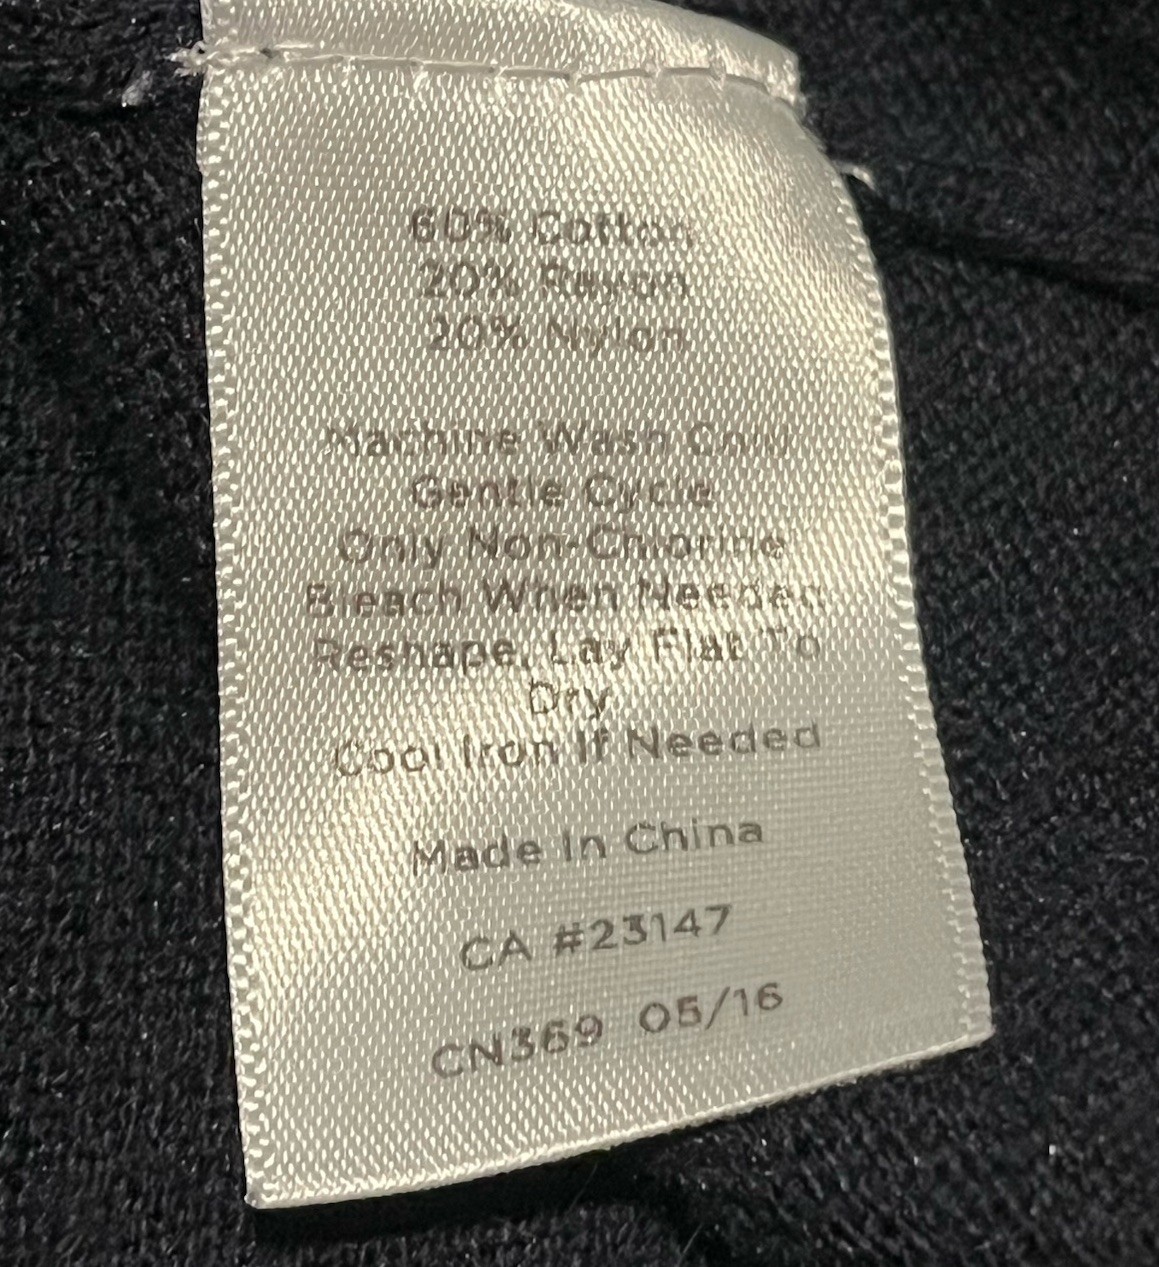 60% Cotton
20% Rayon
20% Nylon
Machine Wash Cold
Gentle Cycle
Only Non-Chlorine
Bleach When Needed
Reshape, Lay Flat To
Dry
Cool Iron If Needed
Made In China
CA #23147
CN369 05/16